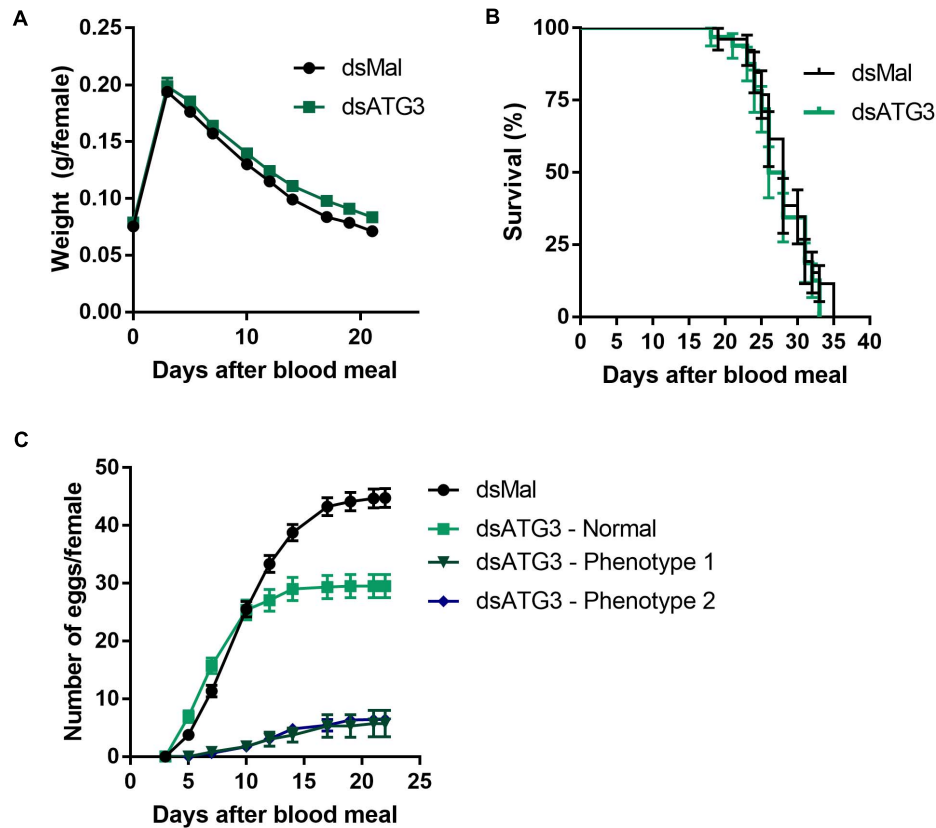 A
0.25
0.20
0.15
0.10
0.05
0.00
Weight (g/female)
0
10
20
Days after blood meal
dsMal
dsATG3
B
100
75
50
25
0
Survival (%)
0 5 10 15 20 25 30 35 40
Days after blood meal
dsMal
dsATG3
C
50
40
30
20
10
0
Number of eggs/female
0 5 10 15 20 25
Days after blood meal
dsMal
dsATG3 - Normal
dsATG3 - Phenotype 1
dsATG3 - Phenotype 2